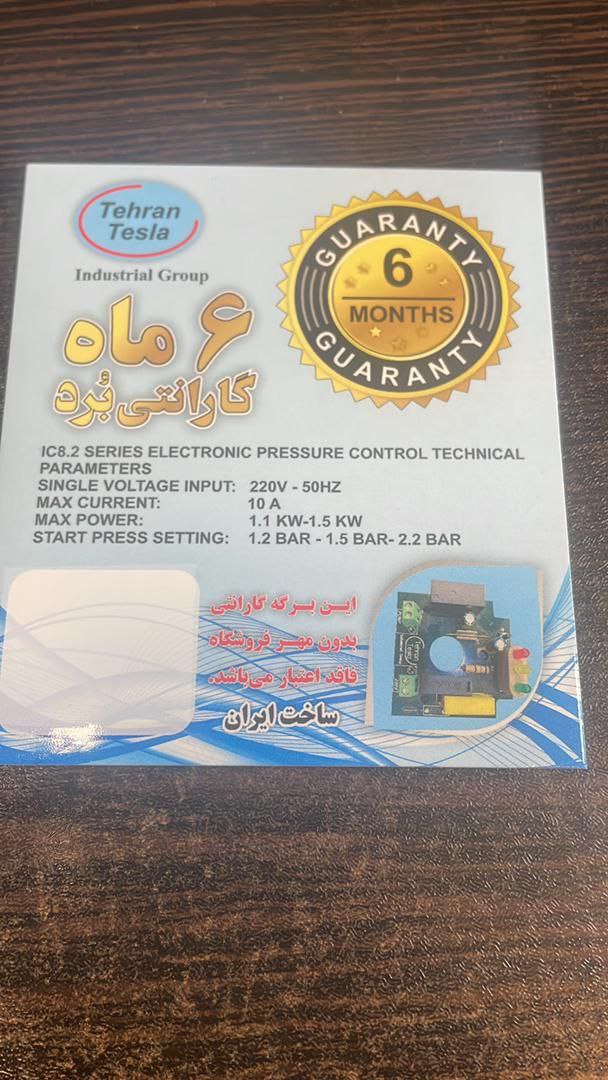 Tehran
Tesla
Industrial Group
GUARANTY
6
MONTHS
GUARANTY
۶ ماه
گارانتی بُرد
IC8.2 SERIES ELECTRONIC PRESSURE CONTROL TECHNICAL
PARAMETERS
SINGLE VOLTAGE INPUT: 220V - 50HZ
MAX CURRENT: 10 A
MAX POWER: 1.1 KW-1.5 KW
START PRESS SETTING: 1.2 BAR - 1.5 BAR- 2.2 BAR
این برگه گارانتی
بدون مهر فروشگاه
فاقد اعتبار می‌باشد.
ساخت ایران
Tehran
Tesla